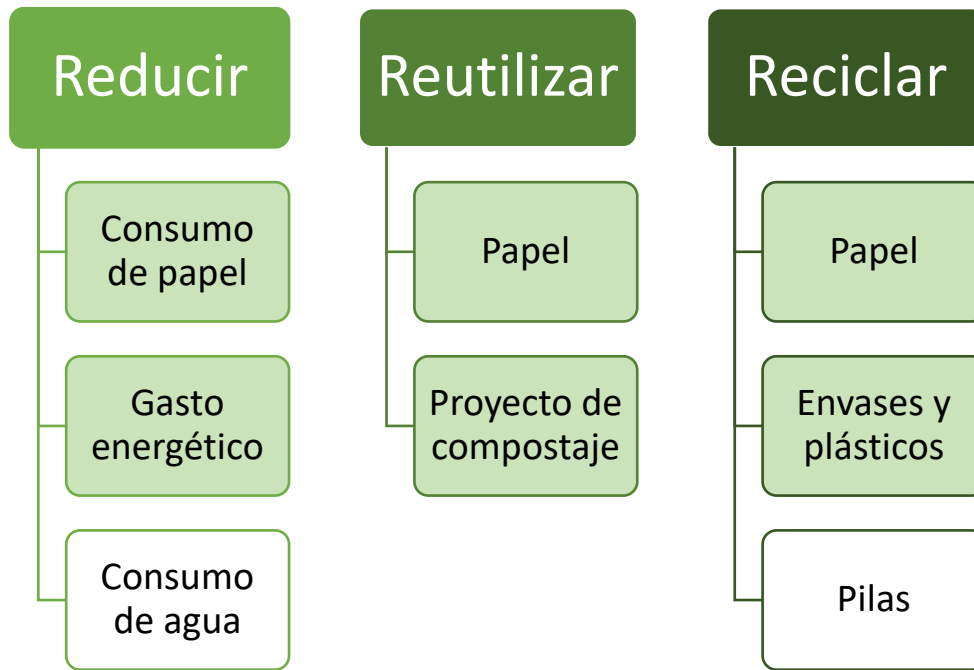 Reducir
Consumo
de papel
Gasto
energético
Consumo
de agua
Reutilizar
Papel
Proyecto de
compostaje
Reciclar
Papel
Envases y
plásticos
Pilas